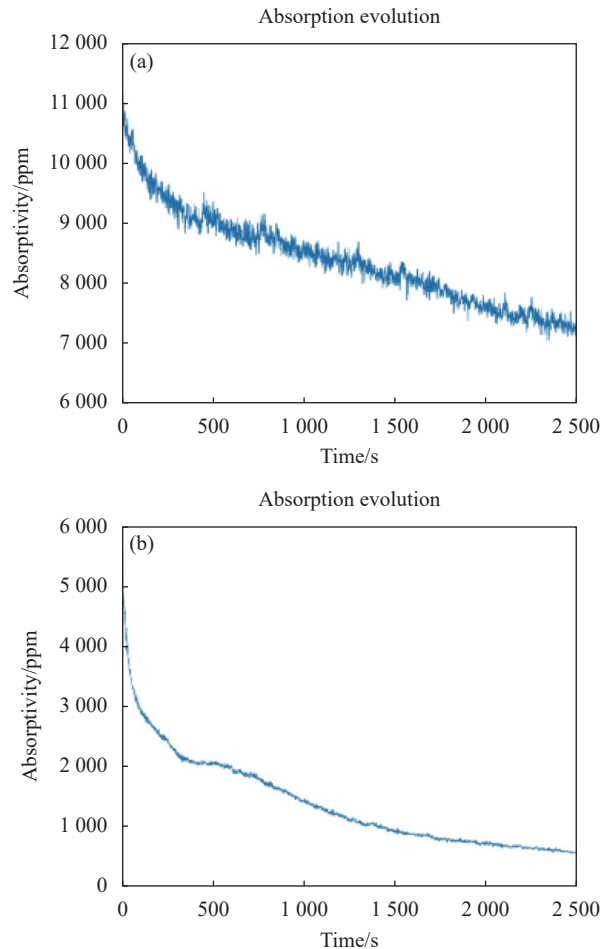 Absorption evolution
(a)
12 000
11 000
10 000
9 000
8 000
7 000
6 000
Absorptivity/ppm
0 500 1 000 1 500 2 000 2 500
Time/s
Absorption evolution
(b)
6 000
5 000
4 000
3 000
2 000
1 000
0
Absorptivity/ppm
0 500 1 000 1 500 2 000 2 500
Time/s